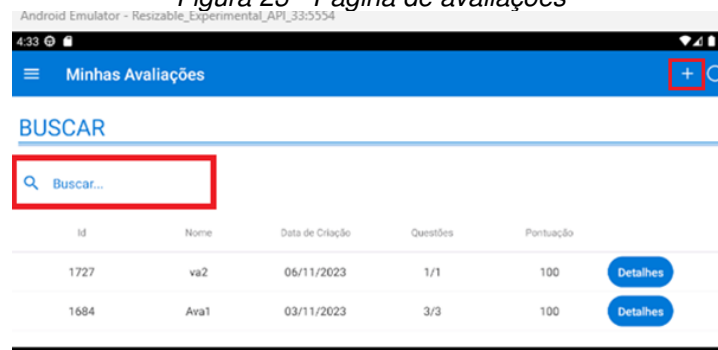 Figura 25 - Página de avaliações
Android Emulator - Resizable_Experimental_API_33:5554
4:33
Minhas Avaliações
BUSCAR
Buscar...
Id Nome Data de Criação Questões Pontuação
1727 va2 06/11/2023 1/1 100 Detalhes
1684 Ava1 03/11/2023 3/3 100 Detalhes